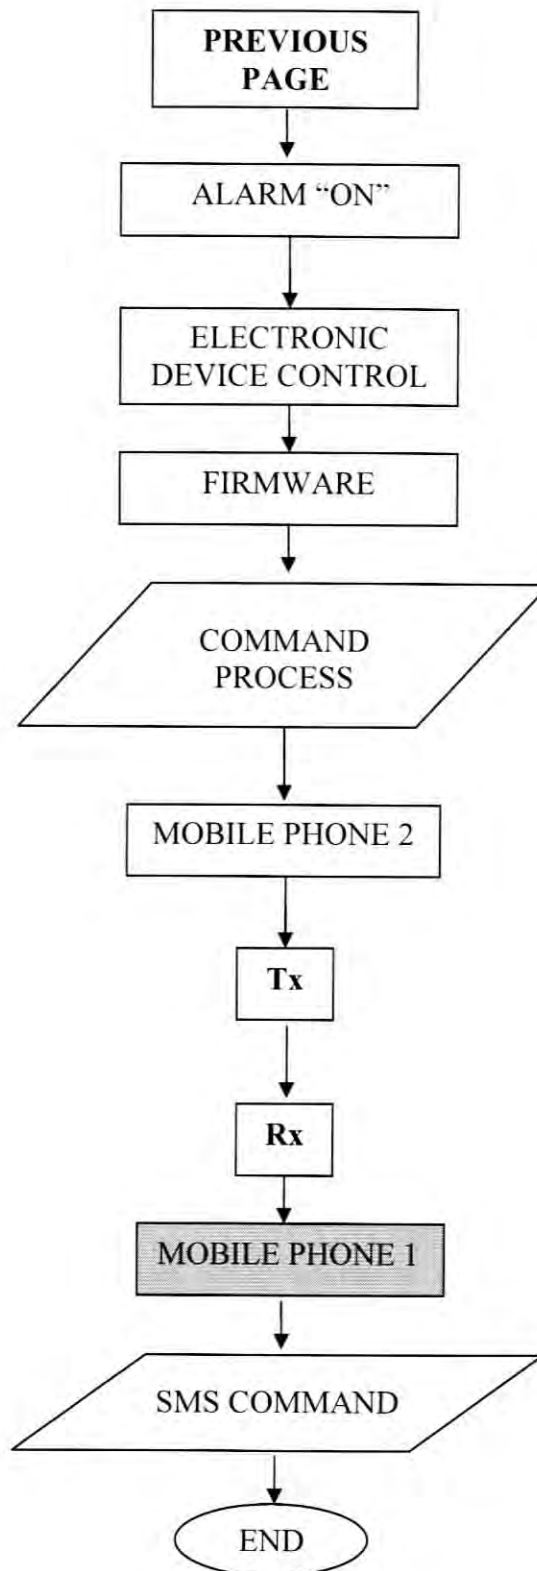 PREVIOUS
PAGE
ALARM “ON”
ELECTRONIC
DEVICE CONTROL
FIRMWARE
COMMAND
PROCESS
MOBILE PHONE 2
Tx
Rx
MOBILE PHONE 1
SMS COMMAND
END